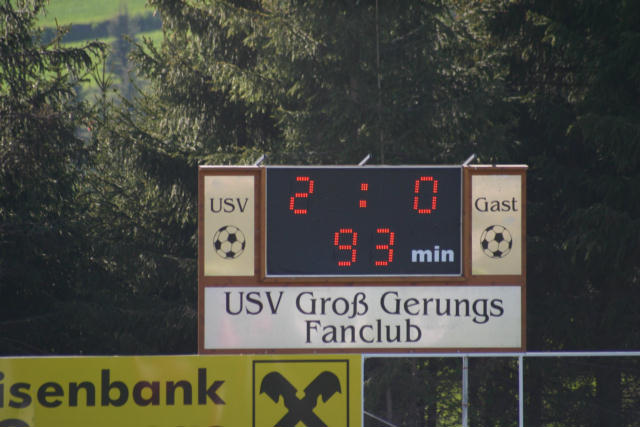 USV 2 : 0 Gast
93 min
USV Groß Gerungs
Fanclub
isenbank